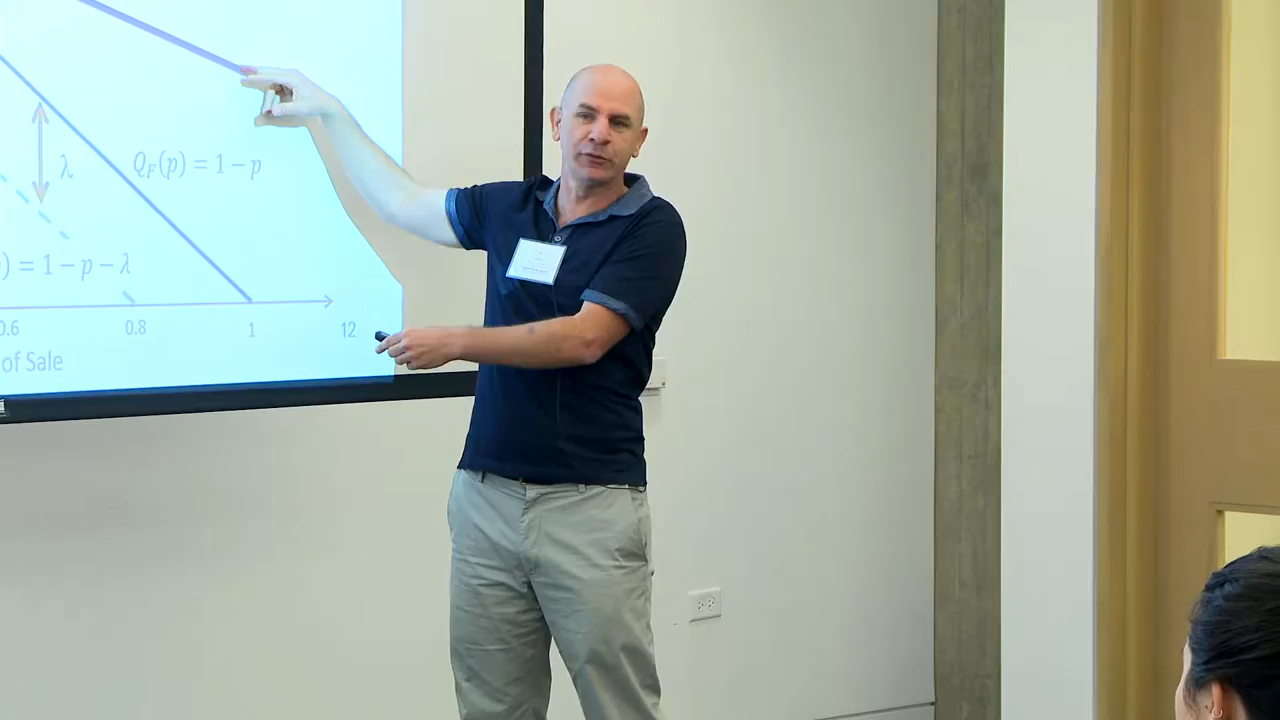 λ
Q_F(p) = 1 − p
) = 1 − p − λ
0.6 0.8 1 12
of Sale